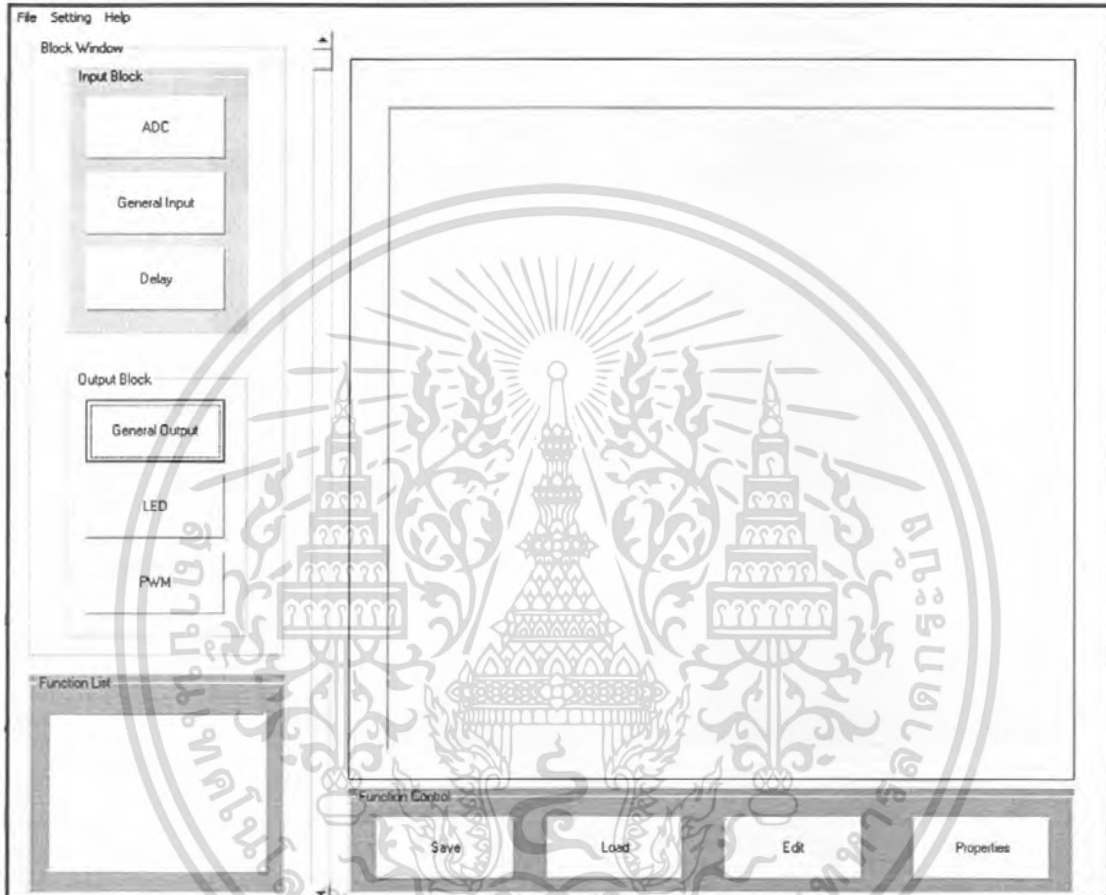 File Setting Help
Block Window
Input Block
ADC
General Input
Delay
Output Block
General Output
LED
PWM
Function List
Function Control
Save
Load
Edit
Properties